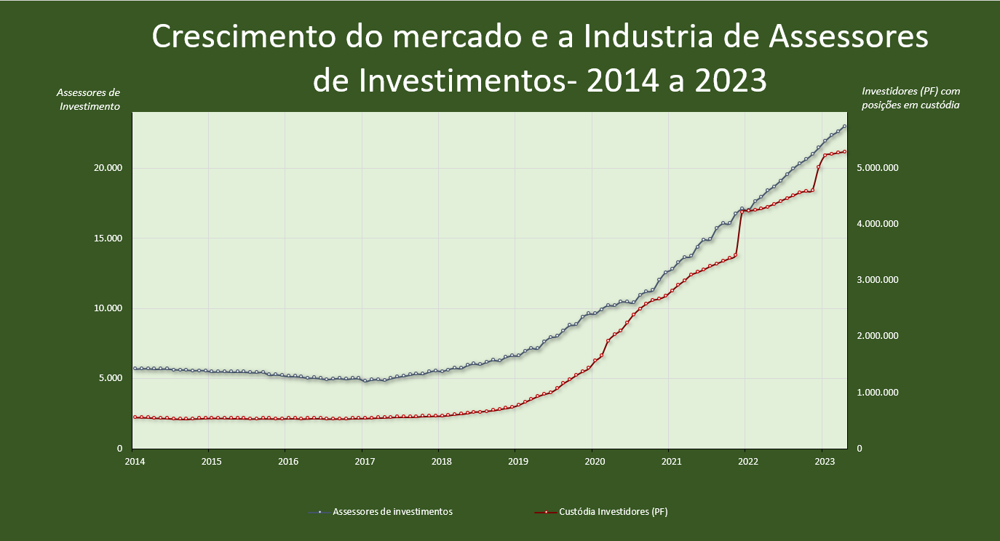 Crescimento do mercado e a Industria de Assessores
de Investimentos- 2014 a 2023
Assessores de
Investimento
Investidores (PF) com
posições em custódia
20.000
15.000
10.000
5.000
0
5.000.000
4.000.000
3.000.000
2.000.000
1.000.000
0
2014
2015
2016
2017
2018
2019
2020
2021
2022
2023
Assessores de investimentos
Custódia Investidores (PF)